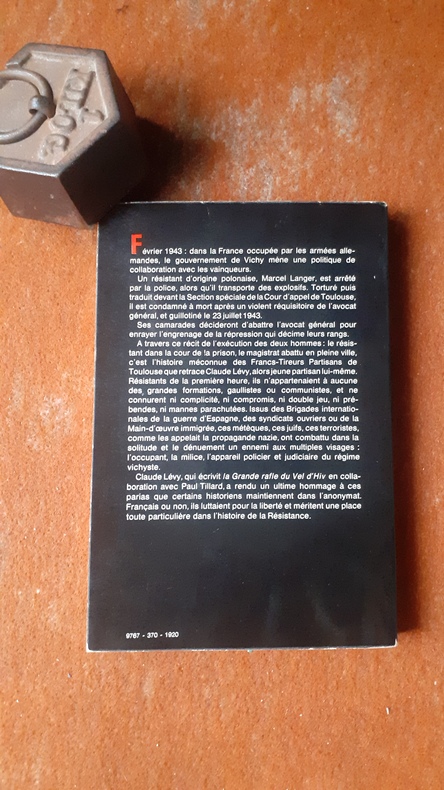 Février 1943 : dans la France occupée par les armées alle-
mandes, le gouvernement de Vichy mène une politique de
collaboration avec les vainqueurs.
Un résistant d'origine polonaise, Marcel Langer, est arrêté
par la police, alors qu'il transporte des explosifs. Torturé puis
traduit devant la Section spéciale de la Cour d'appel de Toulouse,
il est condamné à mort après un violent réquisitoire de l'avocat
général, et guillotiné le 23 juillet 1943.
Ses camarades décideront d'abattre l'avocat général pour
enrayer l'engrenage de la répression qui décime leurs rangs.
A travers ce récit de l'exécution des deux hommes : le résis-
tant dans la cour de la prison, le magistrat abattu en pleine ville,
c'est l'histoire méconnue des Francs-Tireurs Partisans de
Toulouse que retrace Claude Lévy, alors jeune partisan lui-même.
Résistants de la première heure, ils n'appartenaient à aucune
des grandes formations, gaullistes ou communistes, et ne
connurent ni complicité, ni compromis, ni double jeu, ni pré-
bendes, ni mannes parachutées. Issus des Brigades internatio-
nales de la guerre d'Espagne, des syndicats ouvriers ou de la
Main-d'œuvre immigrée, ces métèques, ces juifs, ces terroristes,
comme les appelait la propagande nazie, ont combattu dans la
solitude et le dénuement un ennemi aux multiples visages :
l'occupant, la milice, l'appareil policier et judiciaire du régime
vichyste.
Claude Lévy, qui écrivit la Grande rafle du Vel d'Hiv en colla-
boration avec Paul Tillard, a rendu un ultime hommage à ces
parias que certains historiens maintiennent dans l'anonymat.
Français ou non, ils luttaient pour la liberté et méritent une place
toute particulière dans l'histoire de la Résistance.
9767 - 370 - 1920